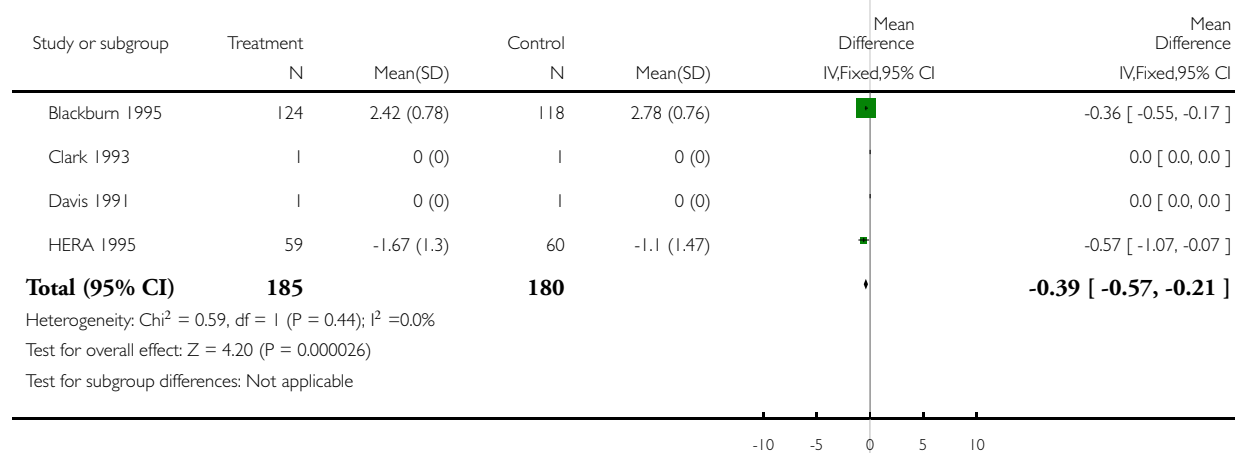 Mean Mean
Study or subgroup Treatment Control Difference Difference
N Mean(SD) N Mean(SD) IV,Fixed,95% CI IV,Fixed,95% CI
Blackburn 1995 124 2.42 (0.78) 118 2.78 (0.76) -0.36 [ -0.55, -0.17 ]
Clark 1993 1 0 (0) 1 0 (0) 0.0 [ 0.0, 0.0 ]
Davis 1991 1 0 (0) 1 0 (0) 0.0 [ 0.0, 0.0 ]
HERA 1995 59 -1.67 (1.3) 60 -1.1 (1.47) -0.57 [ -1.07, -0.07 ]
Total (95% CI) 185 180 -0.39 [ -0.57, -0.21 ]
Heterogeneity: Chi² = 0.59, df = 1 (P = 0.44); I² =0.0%
Test for overall effect: Z = 4.20 (P = 0.000026)
Test for subgroup differences: Not applicable
-10 -5 0 5 10